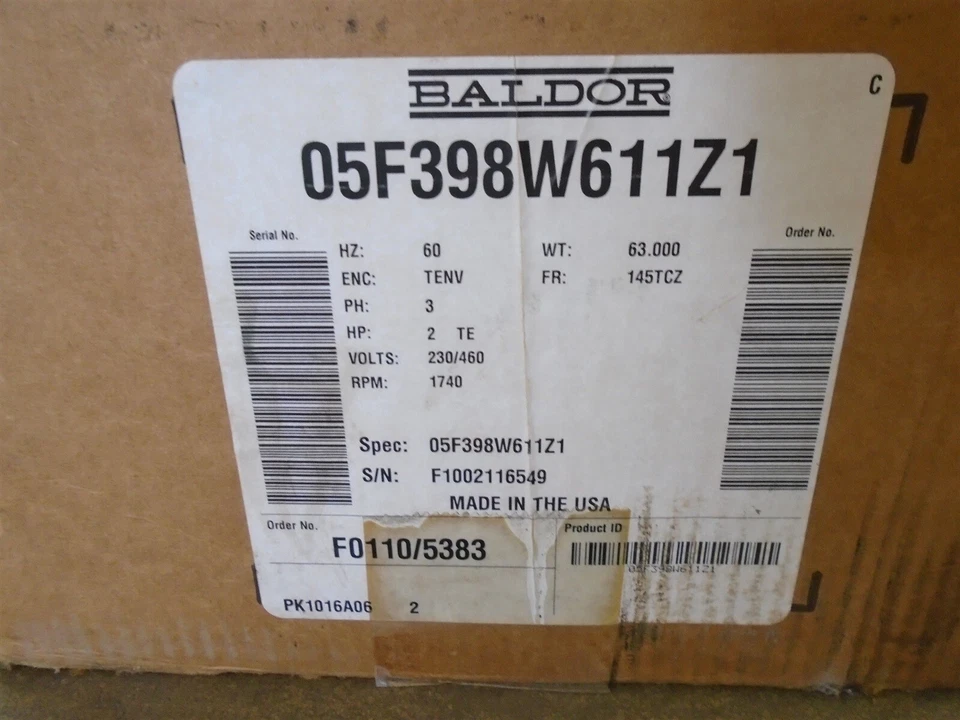 BALDOR
C
05F398W611Z1
Serial No.
Order No.
HZ: 60 WT: 63.000
ENC: TENV FR: 145TCZ
PH: 3
HP: 2 TE
VOLTS: 230/460
RPM: 1740
Spec: 05F398W611Z1
S/N: F1002116549
MADE IN THE USA
Order No.
F0110/5383
Product ID
05F398W611Z1
PK1016A06 2